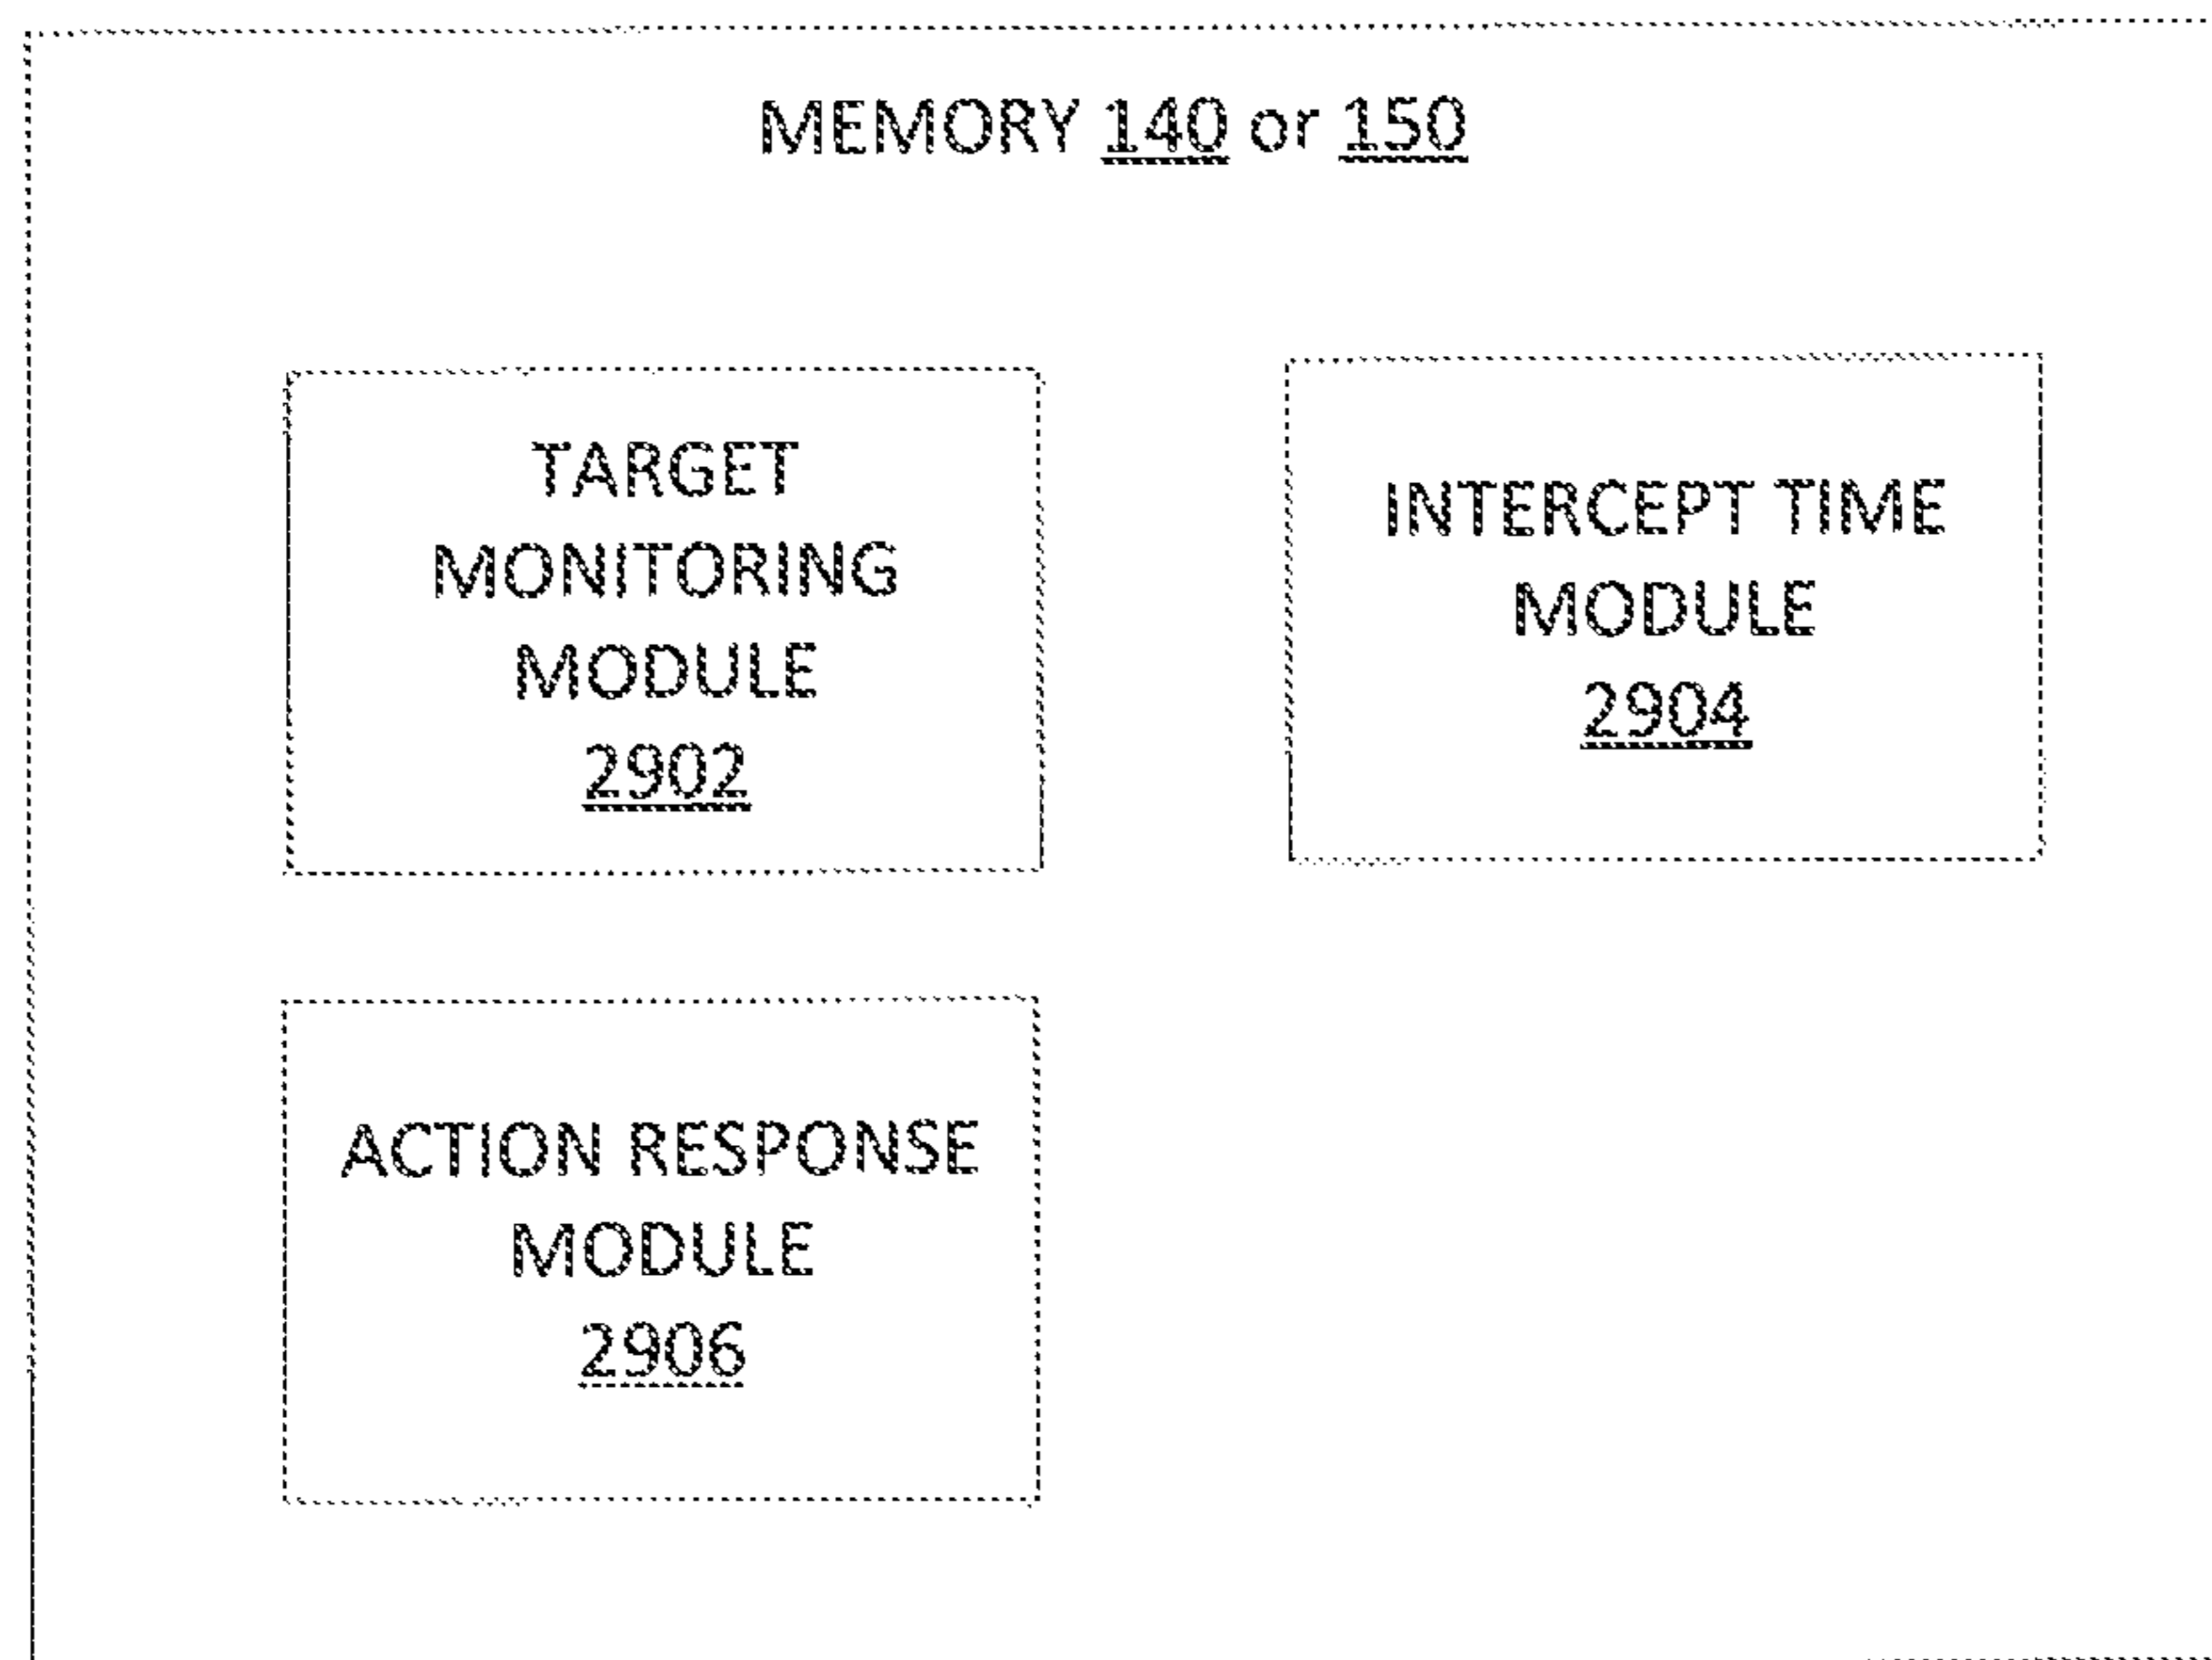 MEMORY 140 or 150
TARGET
MONITORING
MODULE
2902
INTERCEPT TIME
MODULE
2904
ACTION RESPONSE
MODULE
2906